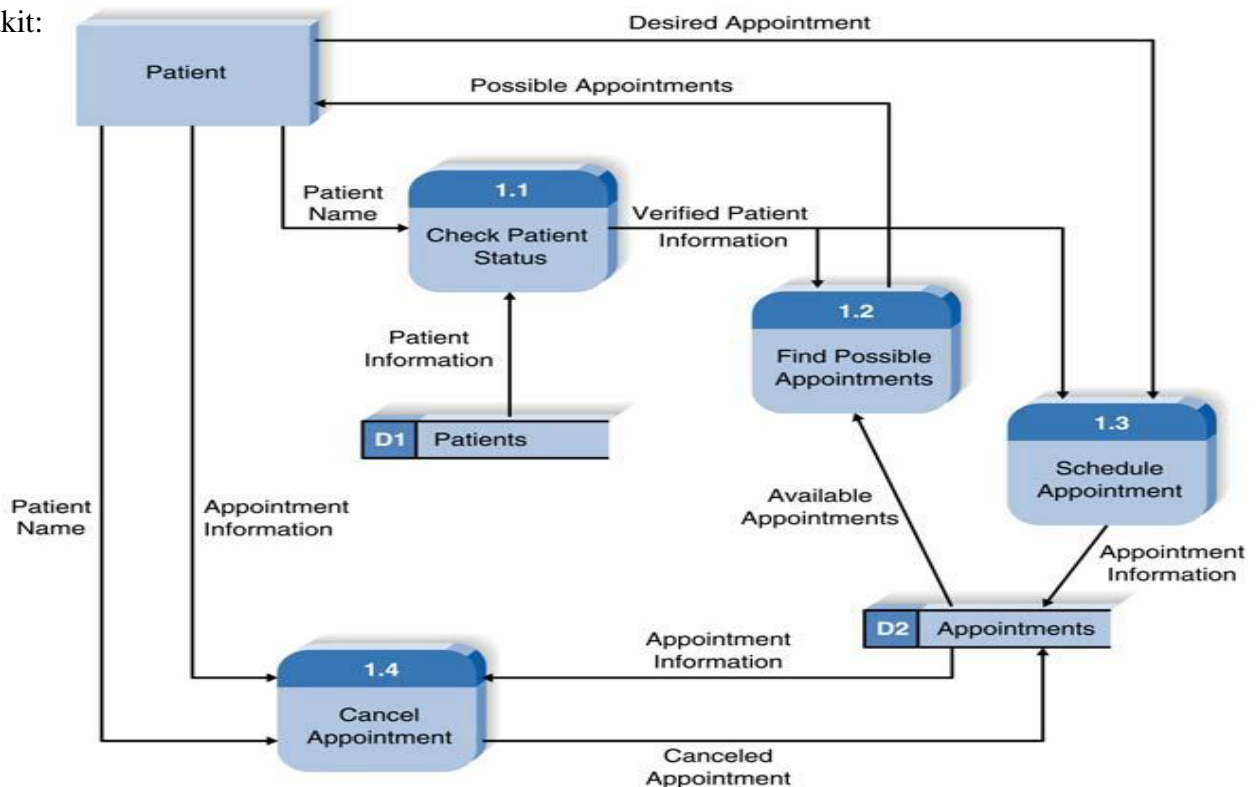 kit:
Desired Appointment
Patient
Possible Appointments
1.1
Patient
Name
Check Patient
Status
Verified Patient
Information
1.2
Find Possible
Appointments
Patient
Information
D1 Patients
1.3
Schedule
Appointment
Patient
Name
Appointment
Information
Available
Appointments
Appointment
Information
D2 Appointments
Appointment
Information
1.4
Cancel
Appointment
Canceled
Appointment